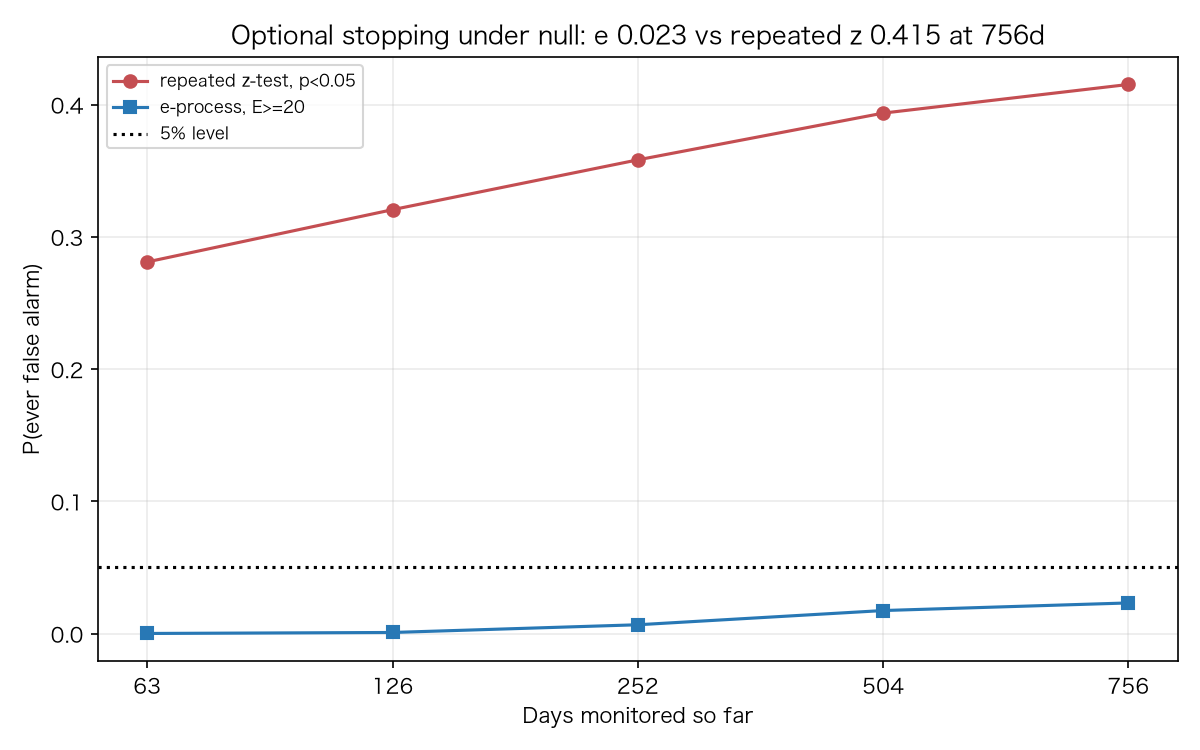 Optional stopping under null: e 0.023 vs repeated z 0.415 at 756d
repeated z-test, p<0.05
e-process, E>=20
5% level
P(ever false alarm)
0.4
0.3
0.2
0.1
0.0
63 126 252 504 756
Days monitored so far